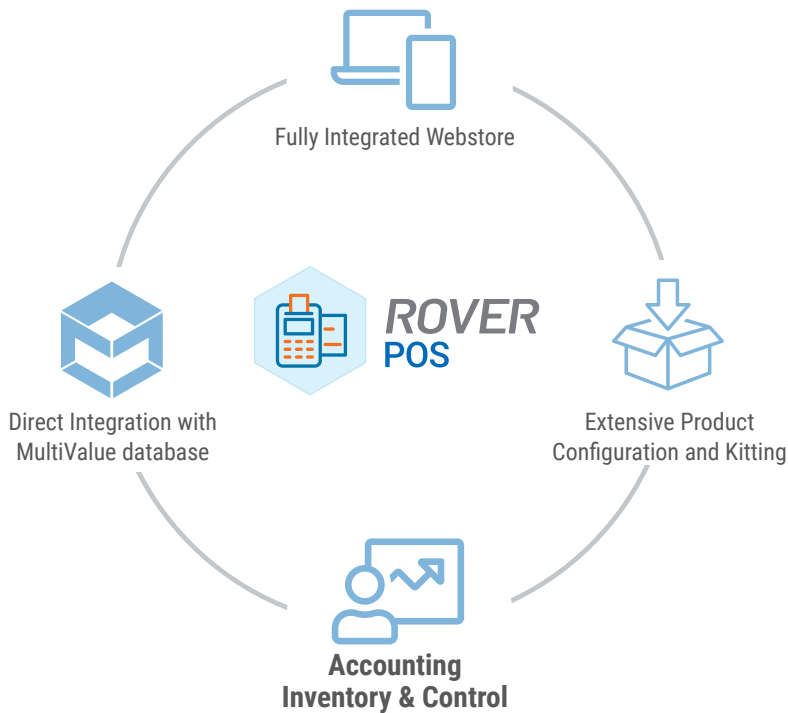 Fully Integrated Webstore
ROVER
POS
Direct Integration with
MultiValue database
Extensive Product
Configuration and Kitting
Accounting
Inventory & Control